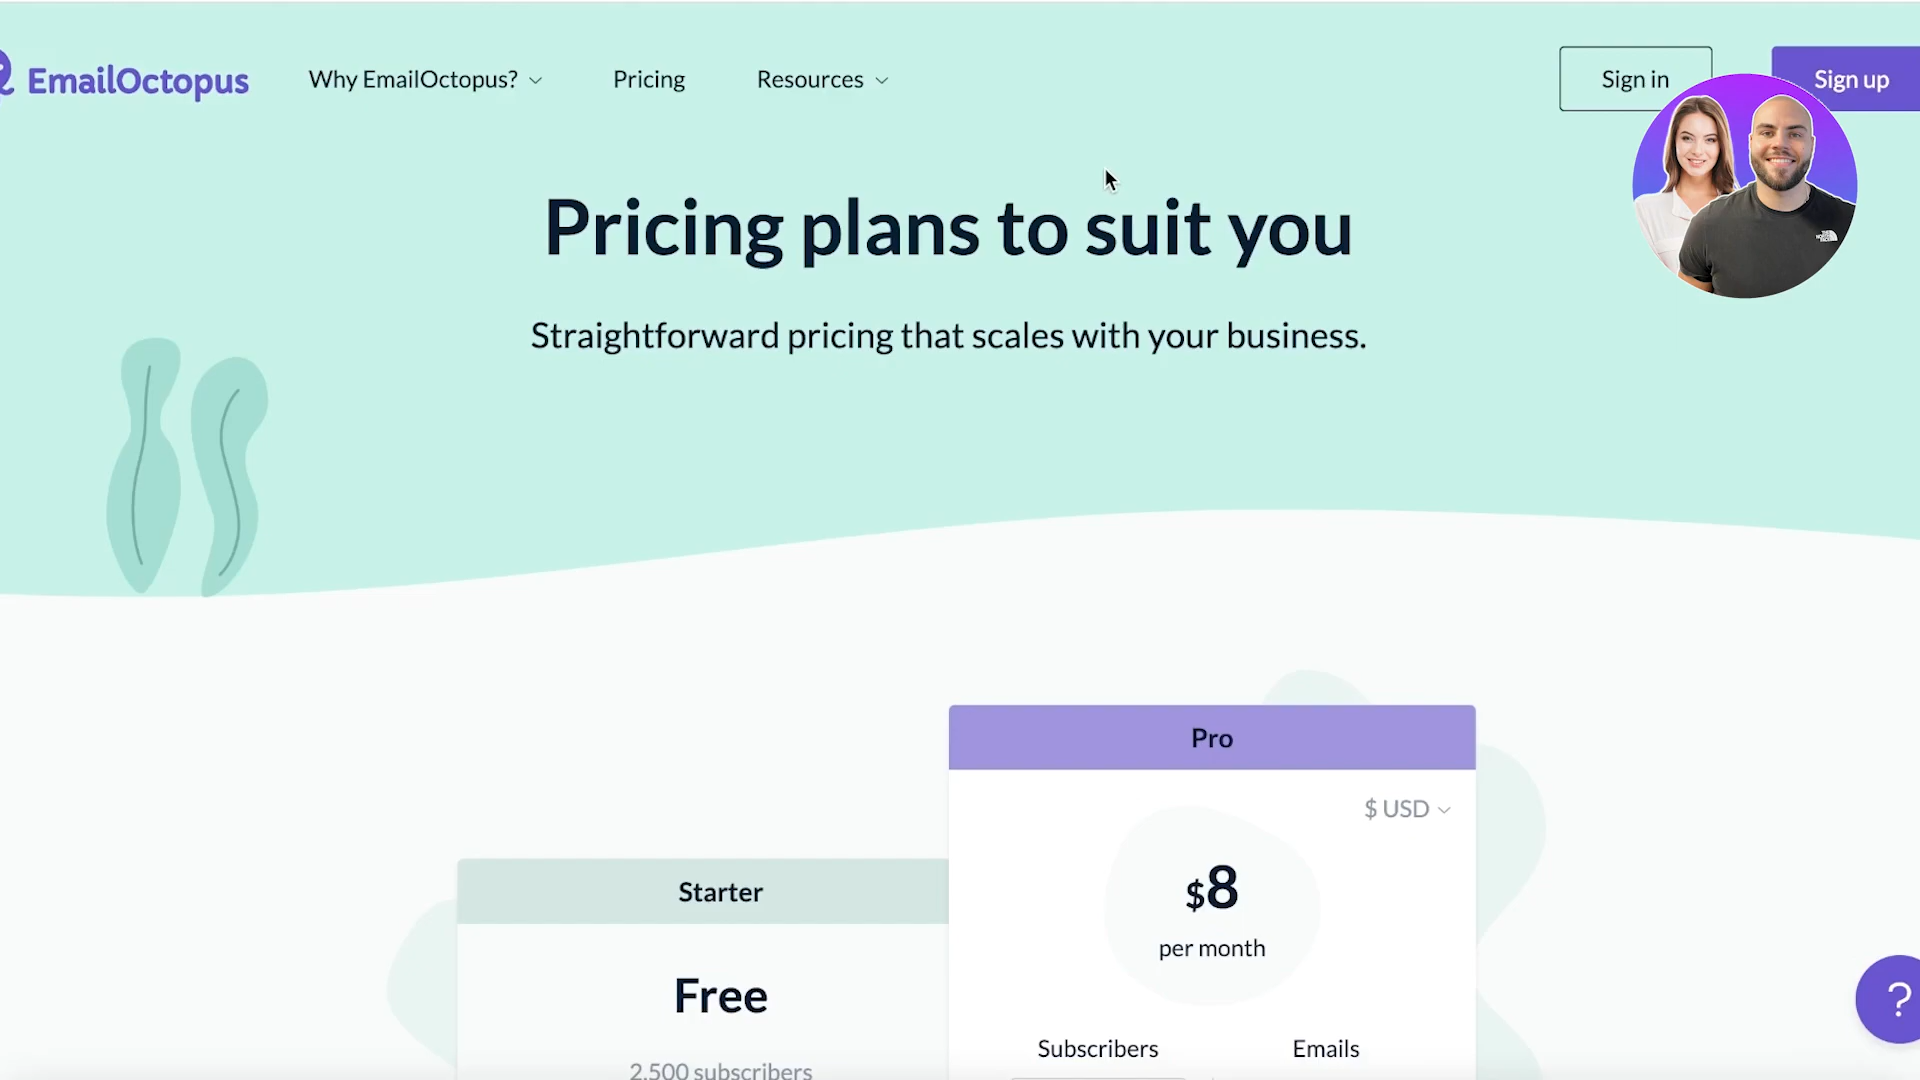 EmailOctopus
Why EmailOctopus?
Pricing
Resources
Sign in
Sign up
Pricing plans to suit you
Straightforward pricing that scales with your business.
Pro
$ USD
$8
per month
Starter
Free
2,500 subscribers
Subscribers
Emails
?